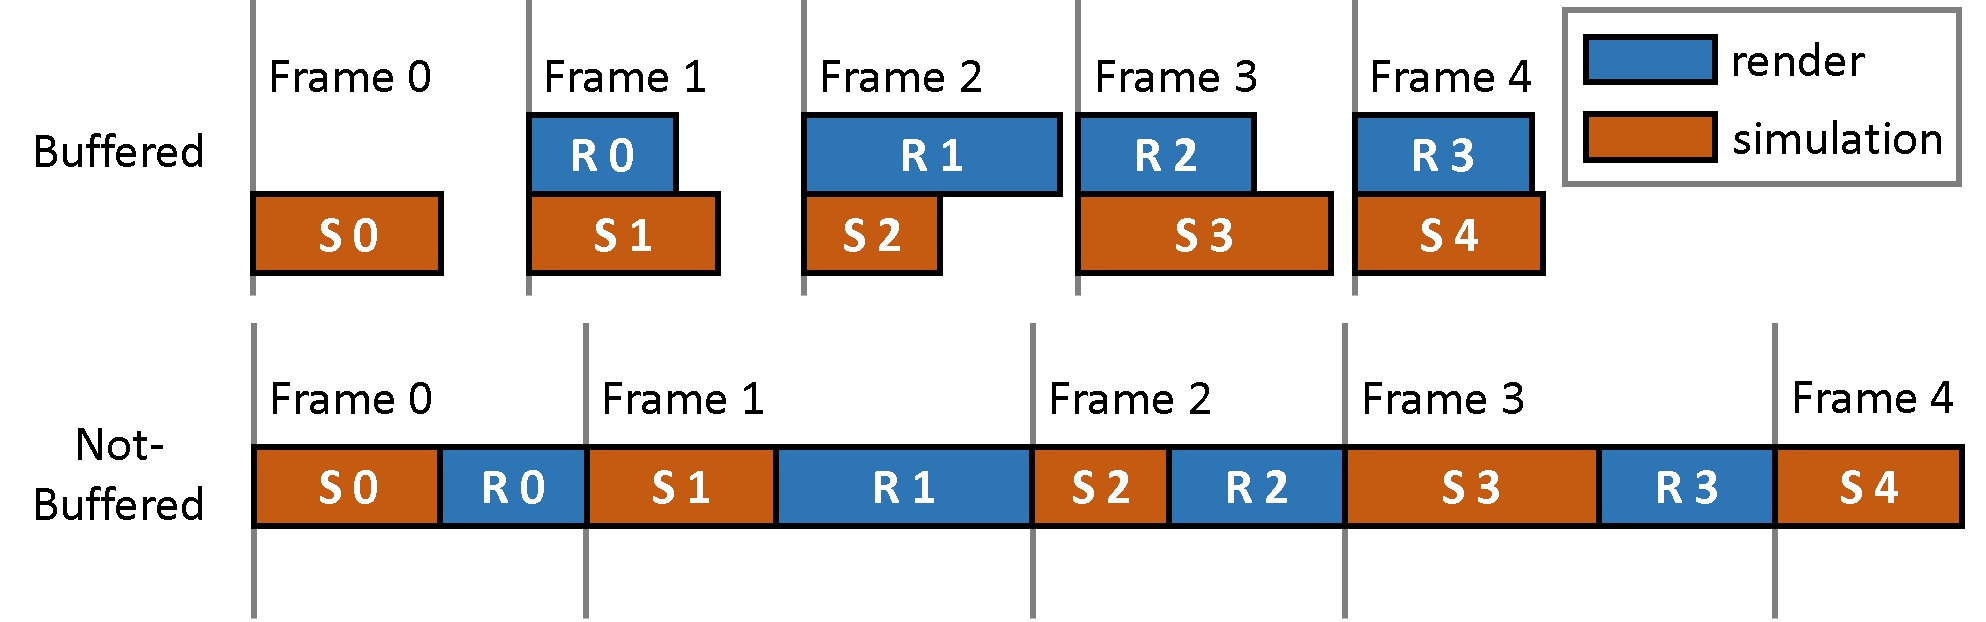 Frame 0 Frame 1 Frame 2 Frame 3 Frame 4
render
simulation
Buffered
R 0 R 1 R 2 R 3
S 0 S 1 S 2 S 3 S 4
Frame 0 Frame 1 Frame 2 Frame 3 Frame 4
Not-
Buffered
S 0 R 0 S 1 R 1 S 2 R 2 S 3 R 3 S 4